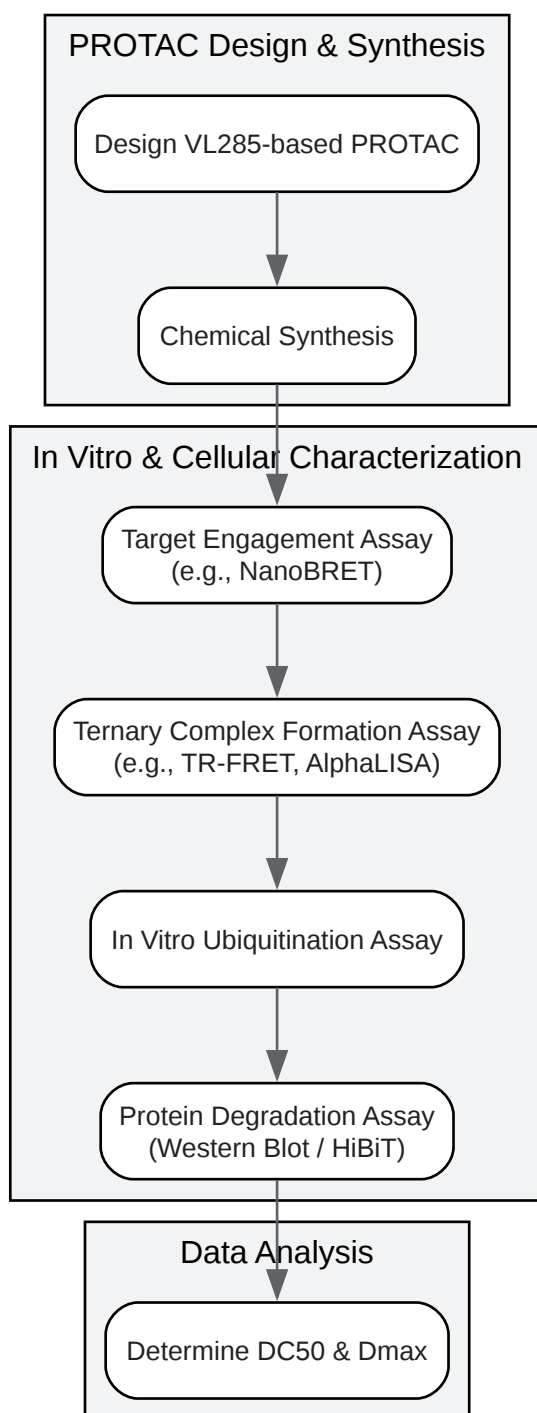 PROTAC Design & Synthesis
Design VL285-based PROTAC
Chemical Synthesis
In Vitro & Cellular Characterization
Target Engagement Assay
(e.g., NanoBRET)
Ternary Complex Formation Assay
(e.g., TR-FRET, AlphaLISA)
In Vitro Ubiquitination Assay
Protein Degradation Assay
(Western Blot / HiBiT)
Data Analysis
Determine DC50 & Dmax